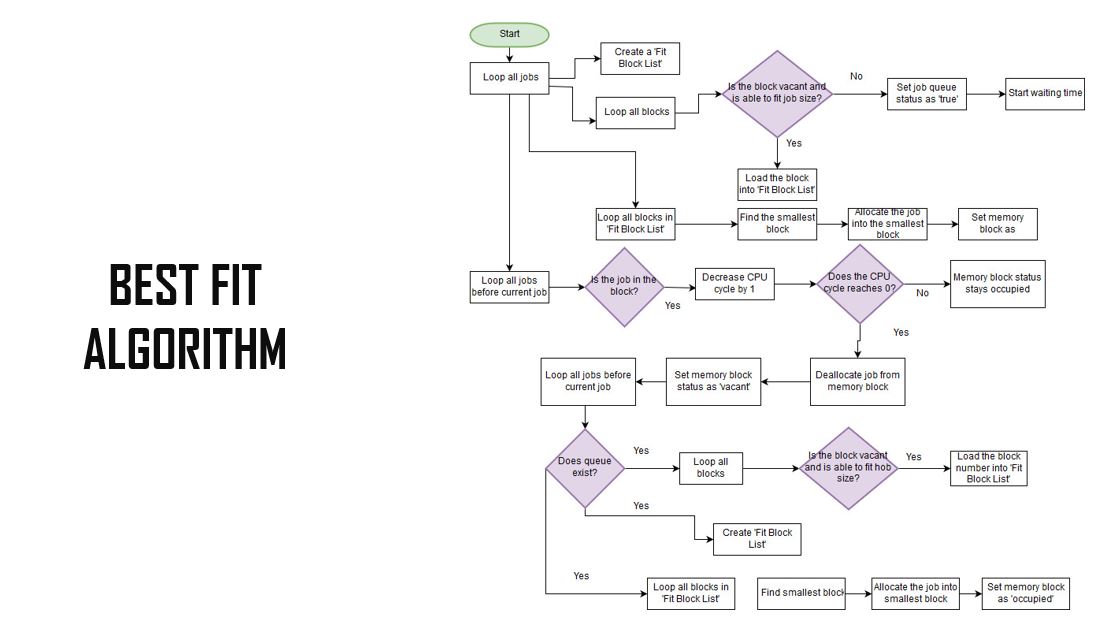 BEST FIT
ALGORITHM
Start
Loop all jobs
Create a 'Fit
Block List'
Loop all blocks
Is the block vacant and
is able to fit job size?
No
Set job queue
status as 'true'
Start waiting time
Yes
Load the block
into 'Fit Block List'
Loop all blocks in
'Fit Block List'
Find the smallest
block
Allocate the job
into the smallest
block
Set memory
block as
Loop all jobs
before current job
Is the job in the
block?
Yes
Decrease CPU
cycle by 1
Does the CPU
cycle reaches 0?
No
Memory block status
stays occupied
Yes
Loop all jobs before
current job
Set memory block
status as 'vacant'
Deallocate job from
memory block
Does queue
exist?
Yes
Loop all
blocks
Is the block vacant
and is able to fit hob
size?
Yes
Load the block
number into 'Fit
Block List'
Yes
Create 'Fit Block
List'
Yes
Loop all blocks in
'Fit Block List'
Find smallest block
Allocate the job into
smallest block
Set memory block
as 'occupied'